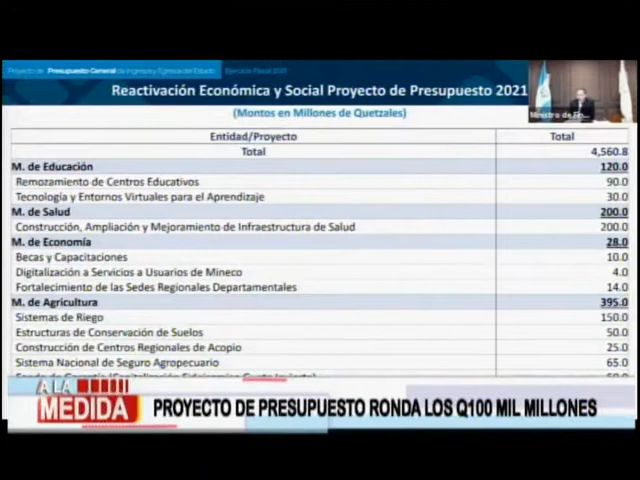 Proyecto de Presupuesto General de Ingresos y Egresos del Estado Ejercicio Fiscal 2021
Reactivación Económica y Social Proyecto de Presupuesto 2021
(Montos en Millones de Quetzales)
Ministro de Fin
Entidad/Proyecto Total
Total 4,560.8
M. de Educación 120.0
Remozamiento de Centros Educativos 90.0
Tecnología y Entornos Virtuales para el Aprendizaje 30.0
M. de Salud 200.0
Construcción, Ampliación y Mejoramiento de Infraestructura de Salud 200.0
M. de Economía 28.0
Becas y Capacitaciones 10.0
Digitalización a Servicios a Usuarios de Mineco 4.0
Fortalecimiento de las Sedes Regionales Departamentales 14.0
M. de Agricultura 395.0
Sistemas de Riego 150.0
Estructuras de Conservación de Suelos 50.0
Construcción de Centros Regionales de Acopio 25.0
Sistema Nacional de Seguro Agropecuario 65.0
A LA
MEDIDA
PROYECTO DE PRESUPUESTO RONDA LOS Q100 MIL MILLONES